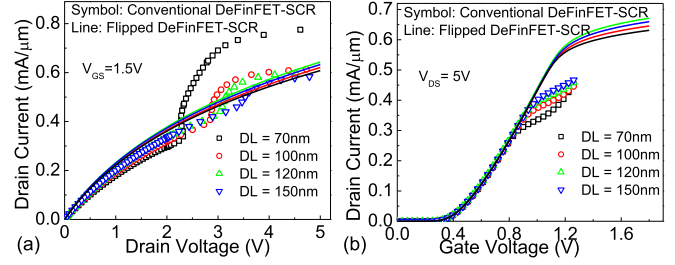 Symbol: Conventional DeFinFET-SCR
Line: Flipped DeFinFET-SCR
V_GS=1.5V
DL = 70nm
DL = 100nm
DL = 120nm
DL = 150nm
Drain Current (mA/μm)
0.8
0.6
0.4
0.2
0.0
0 1 2 3 4 5
(a) Drain Voltage (V)
Symbol: Conventional DeFinFET-SCR
Line: Flipped DeFinFET-SCR
V_DS= 5V
DL = 70nm
DL = 100nm
DL = 120nm
DL = 150nm
Drain Current (mA/μm)
0.7
0.6
0.5
0.4
0.3
0.2
0.1
0.0
0.0 0.4 0.8 1.2 1.6
(b) Gate Voltage (V)